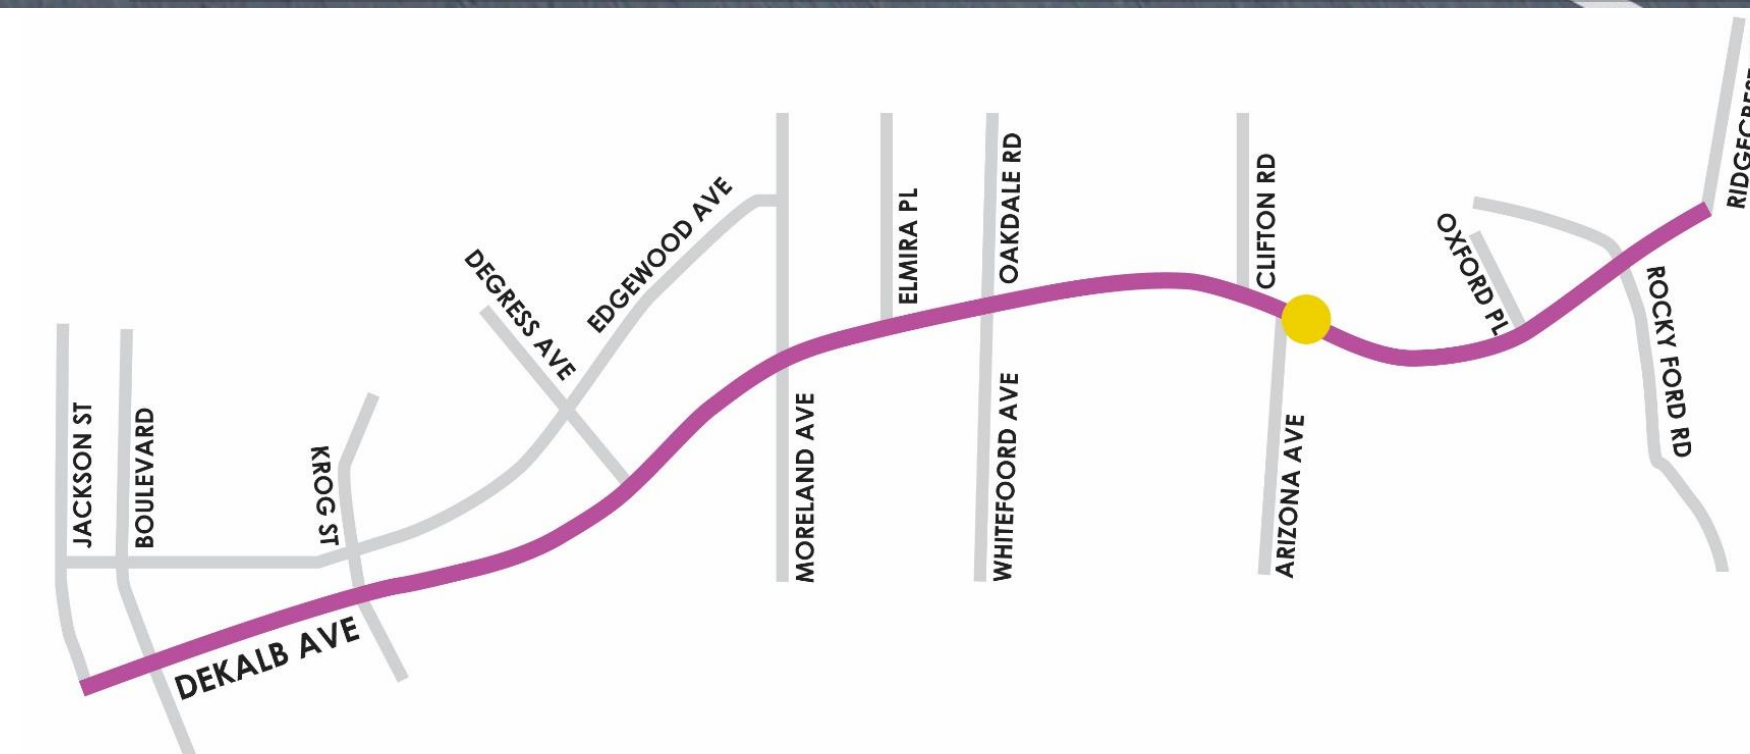 JACKSON ST
BOULEVARD
KROG ST
DEKALB AVE
DEGRESS AVE
EDGEWOOD AVE
MORELAND AVE
ELMIRA PL
OAKDALE RD
WHITEFOORD AVE
CLIFTON RD
ARIZONA AVE
OXFORD PL
ROCKY FORD RD